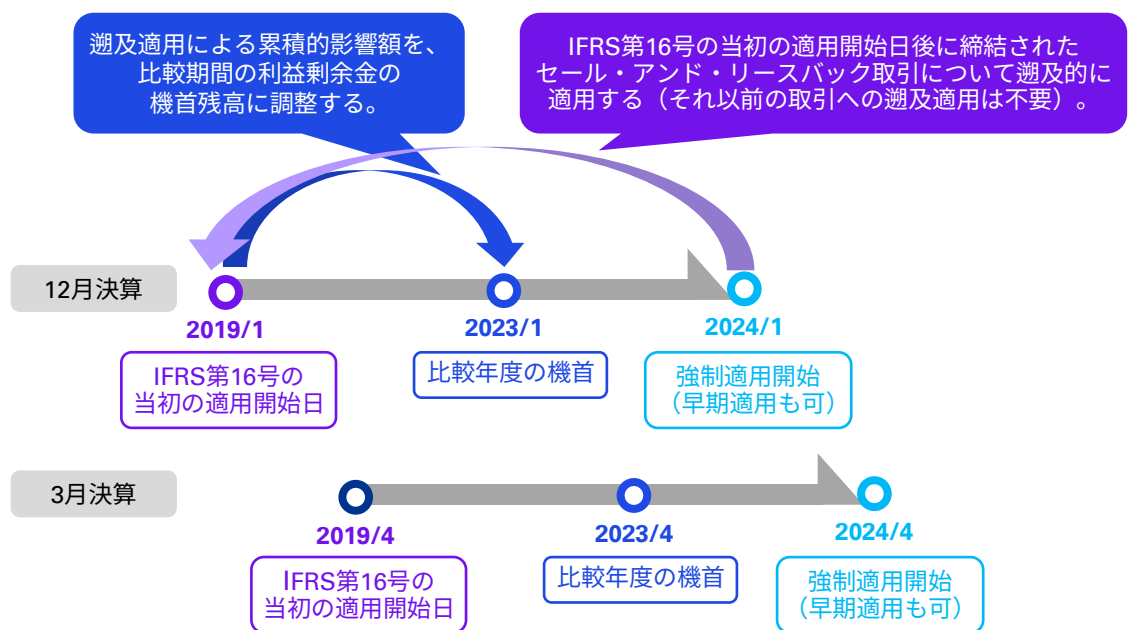 遡及適用による累積的影響額を、
比較期間の利益剰余金の
機首残高に調整する。
IFRS第16号の当初の適用開始日後に締結された
セール・アンド・リースバック取引について遡及的に
適用する（それ以前の取引への遡及適用は不要）。
12月決算
2019/1
2023/1
2024/1
IFRS第16号の
当初の適用開始日
比較年度の機首
強制適用開始
（早期適用も可）
3月決算
2019/4
2023/4
2024/4
IFRS第16号の
当初の適用開始日
比較年度の機首
強制適用開始
（早期適用も可）